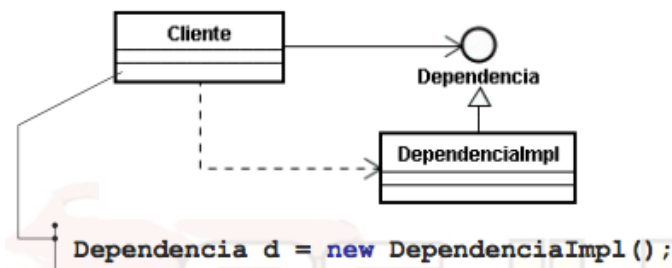 Cliente
Dependencia
DependenciaImpl
Dependencia d = new DependenciaImpl();